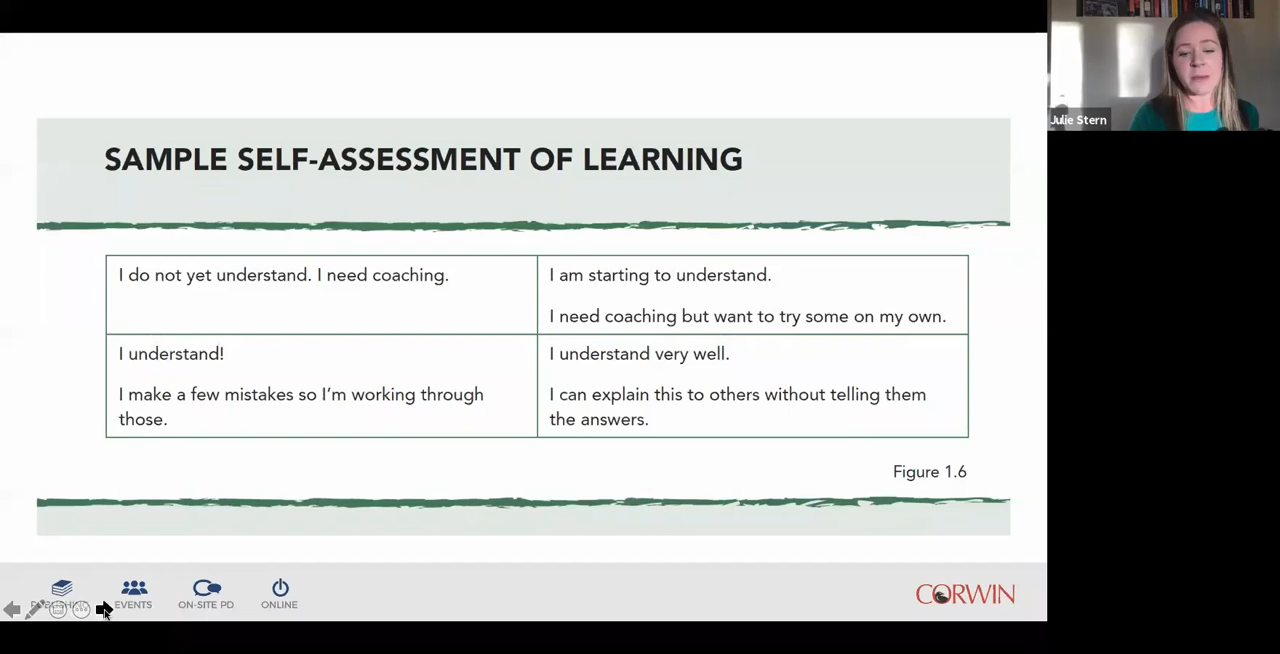 Julie Stern
SAMPLE SELF-ASSESSMENT OF LEARNING
I do not yet understand. I need coaching.
I am starting to understand.
I need coaching but want to try some on my own.
I understand!
I make a few mistakes so I'm working through
those.
I understand very well.
I can explain this to others without telling them
the answers.
Figure 1.6
PUBLISHING
EVENTS
ON-SITE PD
ONLINE
CORWIN